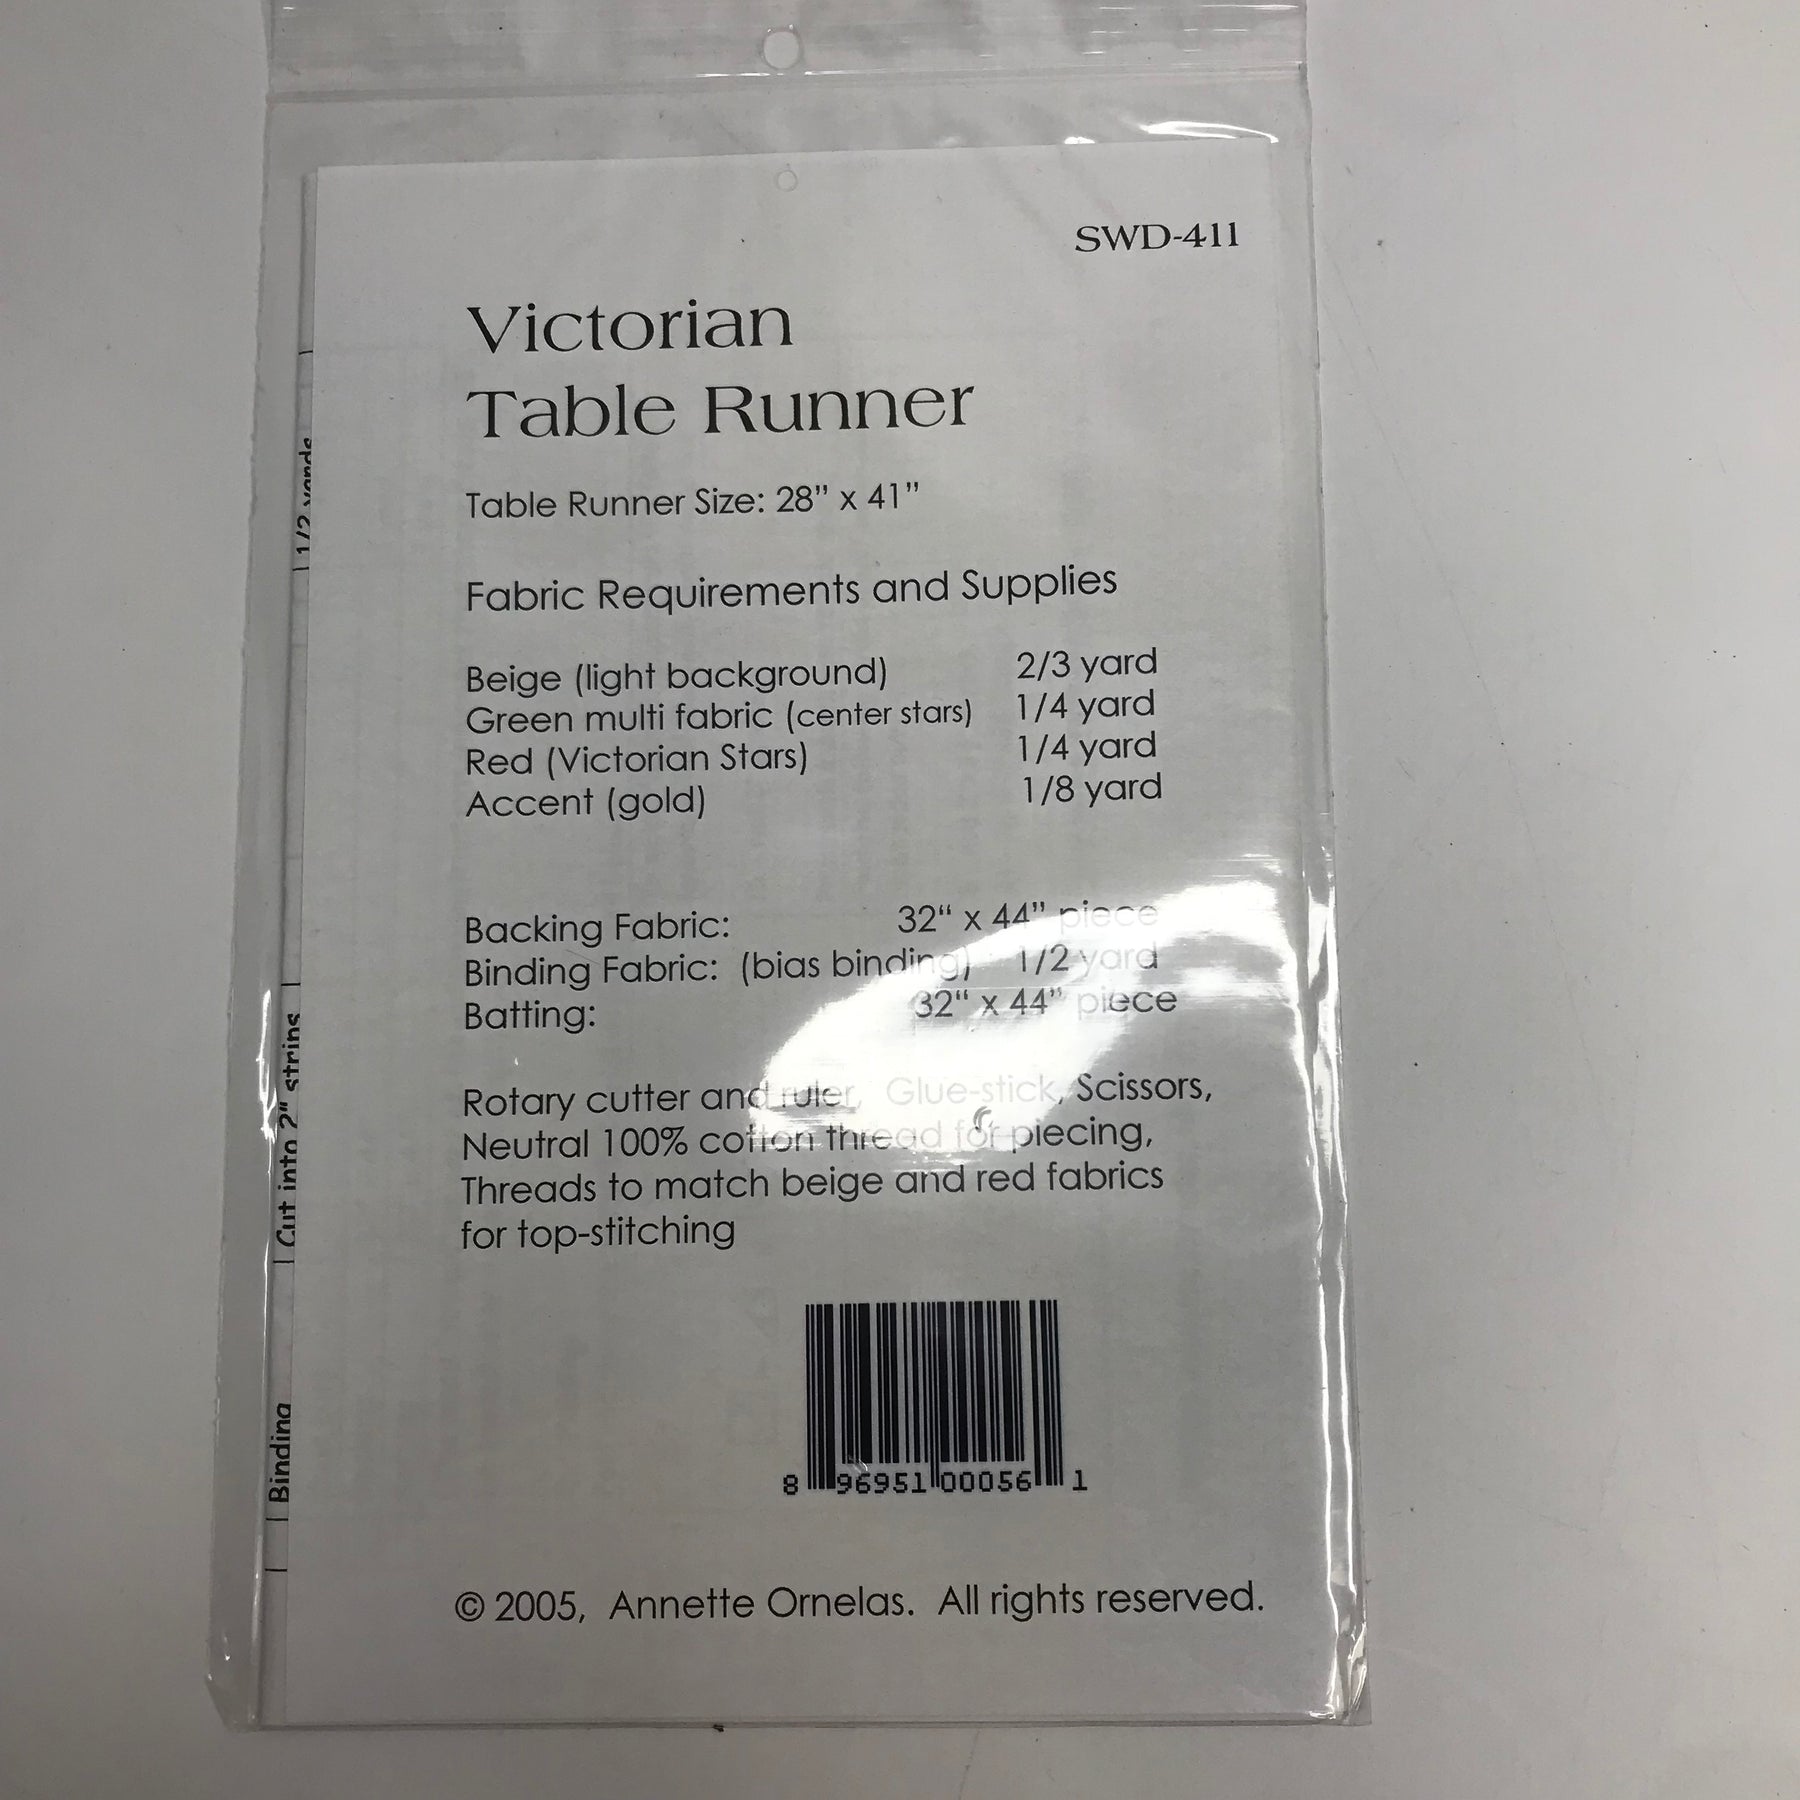 SWD-411
Victorian
Table Runner
Table Runner Size: 28” x 41”
Fabric Requirements and Supplies
Beige (light background) 2/3 yard
Green multi fabric (center stars) 1/4 yard
Red (Victorian Stars) 1/4 yard
Accent (gold) 1/8 yard
Backing Fabric: 32“ x 44” piece
Binding Fabric: (bias binding) 1/2 yard
Batting: 32“ x 44” piece
Rotary cutter and ruler, Glue-stick, Scissors,
Neutral 100% cotton thread for piecing,
Threads to match beige and red fabrics
for top-stitching
8 96951 00056 1
© 2005, Annette Ornelas. All rights reserved.
1/2 yards
Cut into 2" strips
Binding